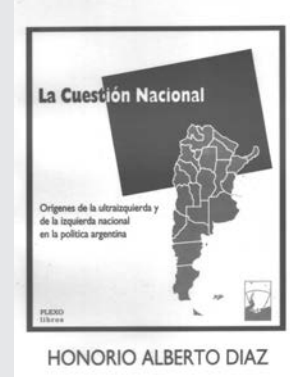 La Cuestión Nacional
Orígenes de la ultraizquierda y
de la izquierda nacional
en la política argentina
PLEXO
libros
HONORIO ALBERTO DIAZ